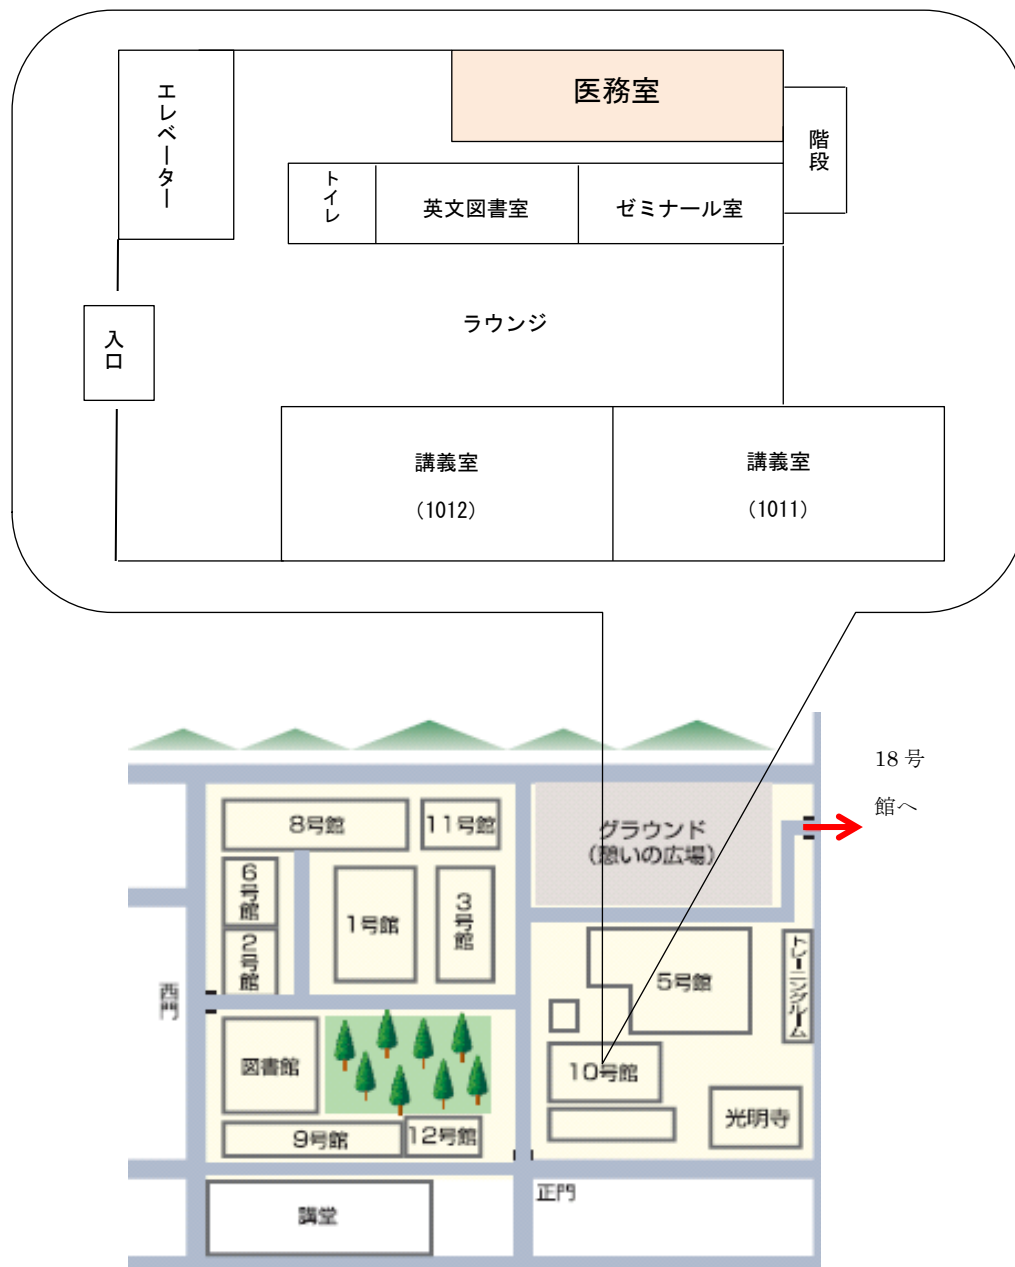 医務室
エレベーター
階段
トイレ
英文図書室
ゼミナール室
ラウンジ
入口
講義室
(1012)
講義室
(1011)
18 号
館へ
8号館
11号館
グラウンド
(憩いの広場)
6号館
1号館
3号館
2号館
5号館
トレーニングルーム
西門
図書館
10号館
光明寺
9号館
12号館
正門
講堂